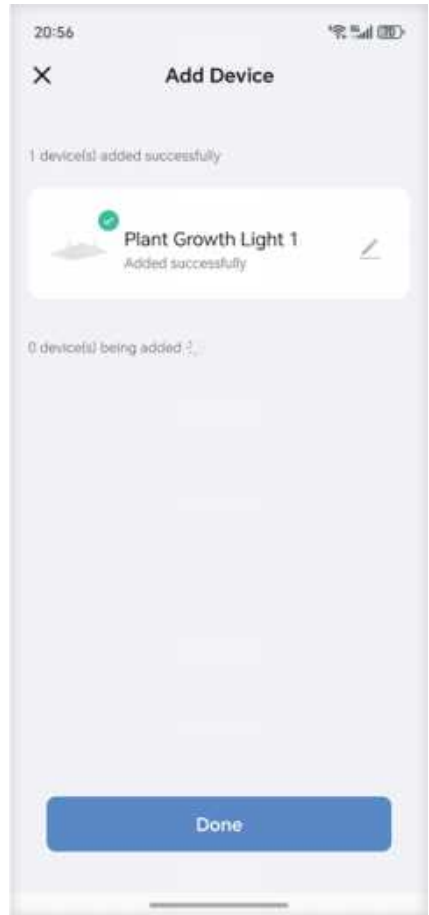 20:56
Add Device
1 device(s) added successfully
Plant Growth Light 1
Added successfully
0 device(s) being added
Done